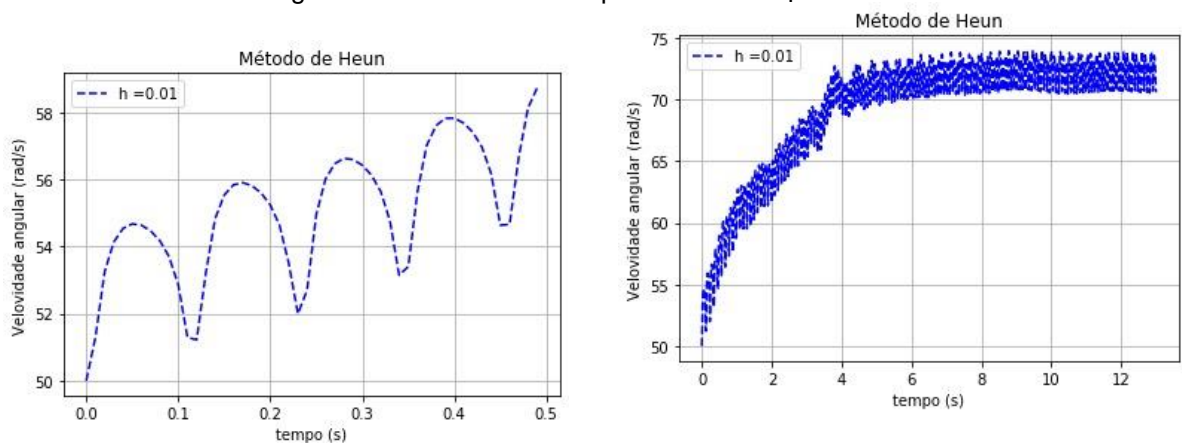 Método de Heun
h =0.01
Velovidade angular (rad/s)
58
56
54
52
50
0.0 0.1 0.2 0.3 0.4 0.5
tempo (s)
Método de Heun
h =0.01
Velovidade angular (rad/s)
75
70
65
60
55
50
0 2 4 6 8 10 12
tempo (s)